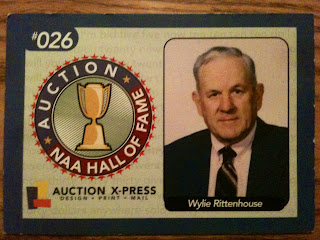 #026
AUCTION
NAA HALL OF FAME
AUCTION X-PRESS
DESIGN • PRINT • MAIL
Wylie Rittenhouse